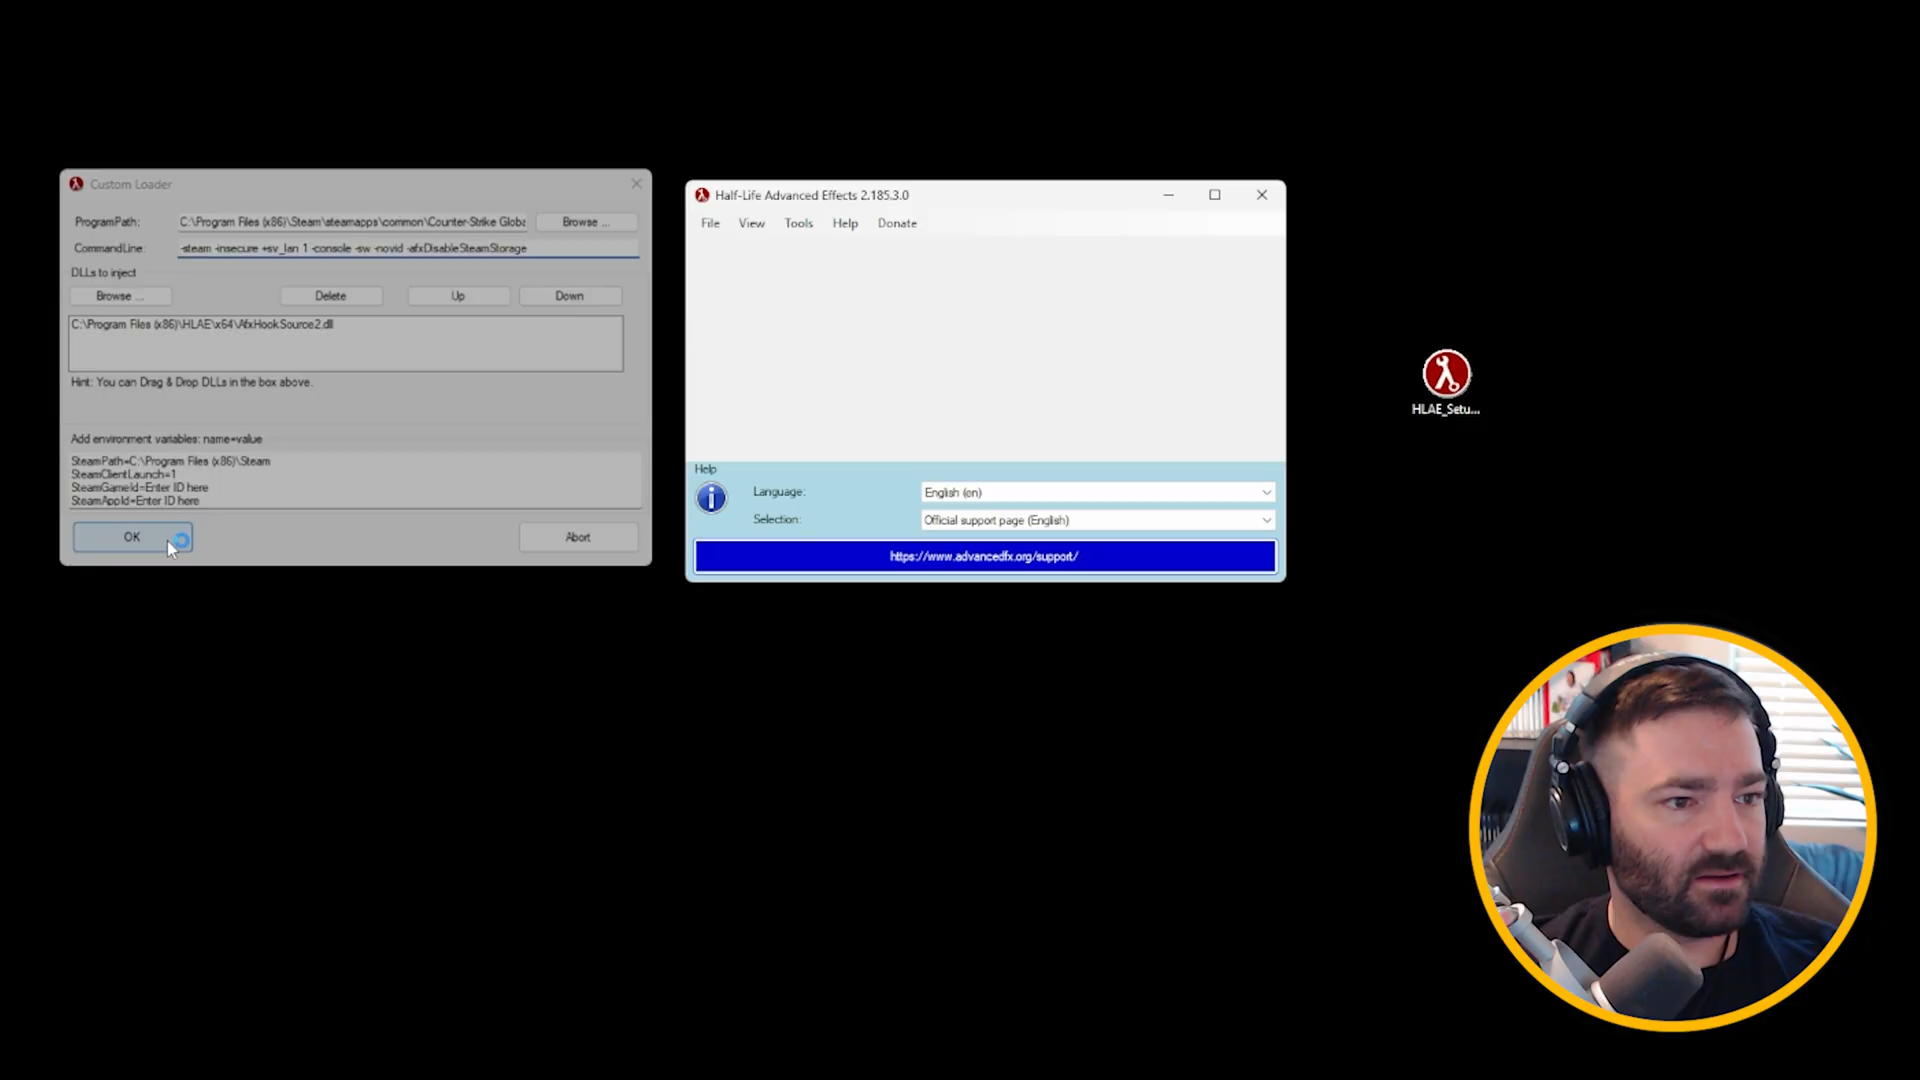 Custom Loader
ProgramPath:
C:\Program Files (x86)\Steam\steamapps\common\Counter-Strike Globa
Browse ...
CommandLine:
-steam -insecure +sv_lan 1 -console -sw -novid -afxDisableSteamStorage
DLLs to inject
Browse ...
Delete
Up
Down
C:\Program Files (x86)\HLAE\x64\AfxHookSource2.dll
Hint: You can Drag & Drop DLLs in the box above.
Add environment variables: name=value
SteamPath=C:\Program Files (x86)\Steam
SteamClientLaunch=1
SteamGameId=Enter ID here
SteamAppId=Enter ID here
OK
Abort
Half-Life Advanced Effects 2.185.3.0
File View Tools Help Donate
Help
Language:
English (en)
Selection:
Official support page (English)
https://www.advancedfx.org/support/
HLAE_Setu...